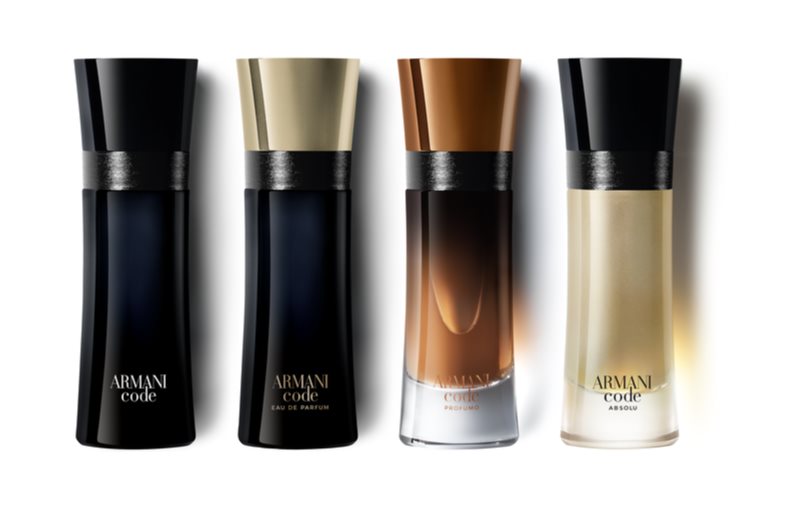 ARMANI
code
ARMANI
code
EAU DE PARFUM
ARMANI
code
PROFUMO
ARMANI
code
ABSOLU